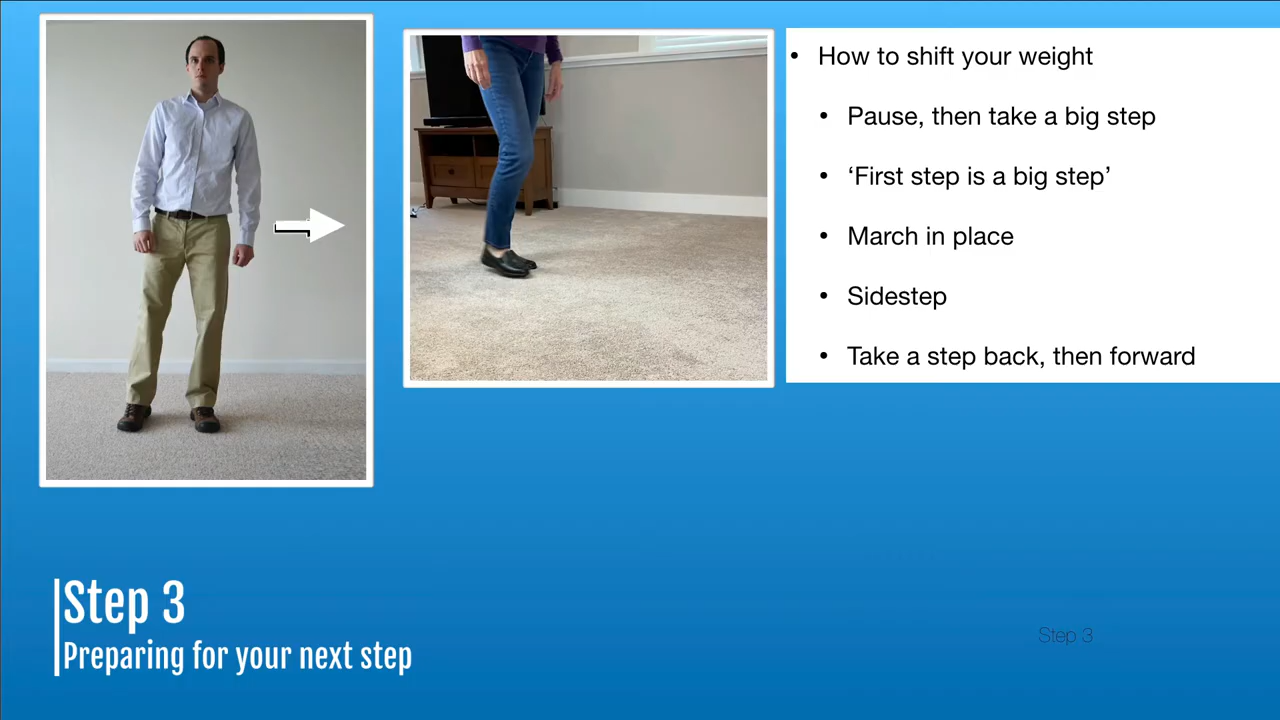 How to shift your weight
Pause, then take a big step
‘First step is a big step’
March in place
Sidestep
Take a step back, then forward
Step 3
Preparing for your next step
Step 3